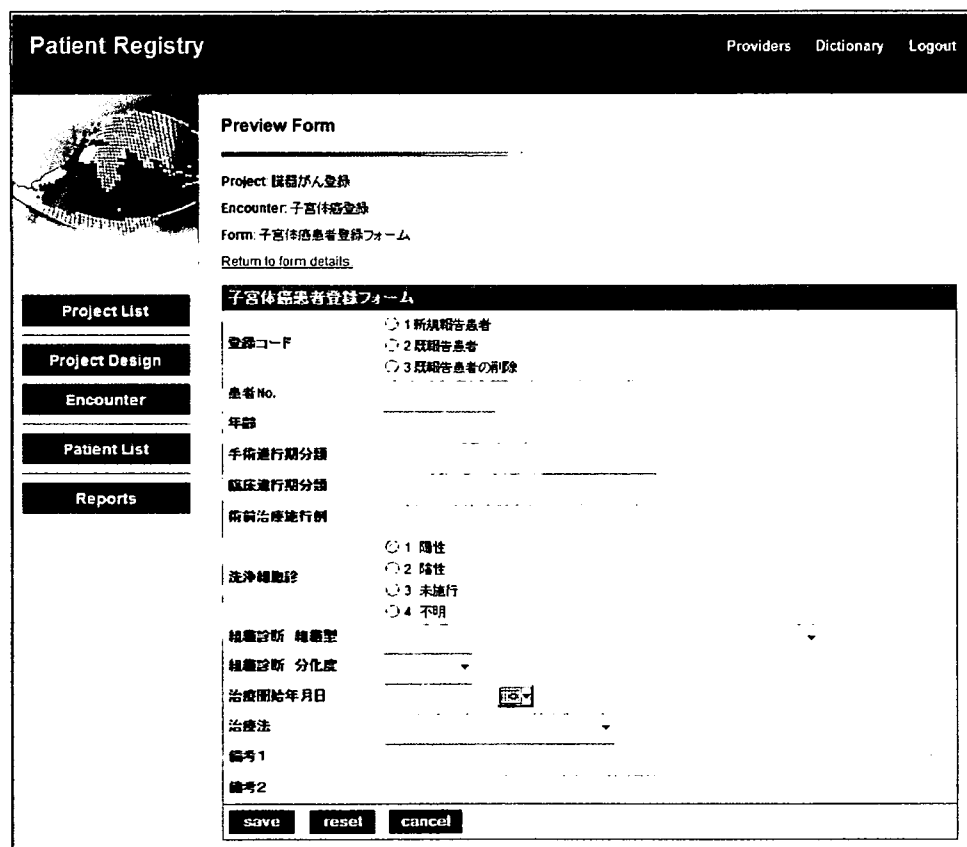 Patient Registry
Providers Dictionary Logout
Preview Form
Project: 臓器がん登録
Encounter: 子宮体癌登録
Form: 子宮体癌患者登録フォーム
Return to form details
Project List
Project Design
Encounter
Patient List
Reports
子宮体癌患者登録フォーム
登録コード
1 新規報告患者
2 既報告患者
3 既報告患者の削除
患者No.
年齢
手術進行期分類
臨床進行期分類
術前治療施行例
洗浄細胞診
1 陽性
2 陰性
3 未施行
4 不明
組織診断 組織型
組織診断 分化度
治療開始年月日
治療法
備考1
備考2
save reset cancel